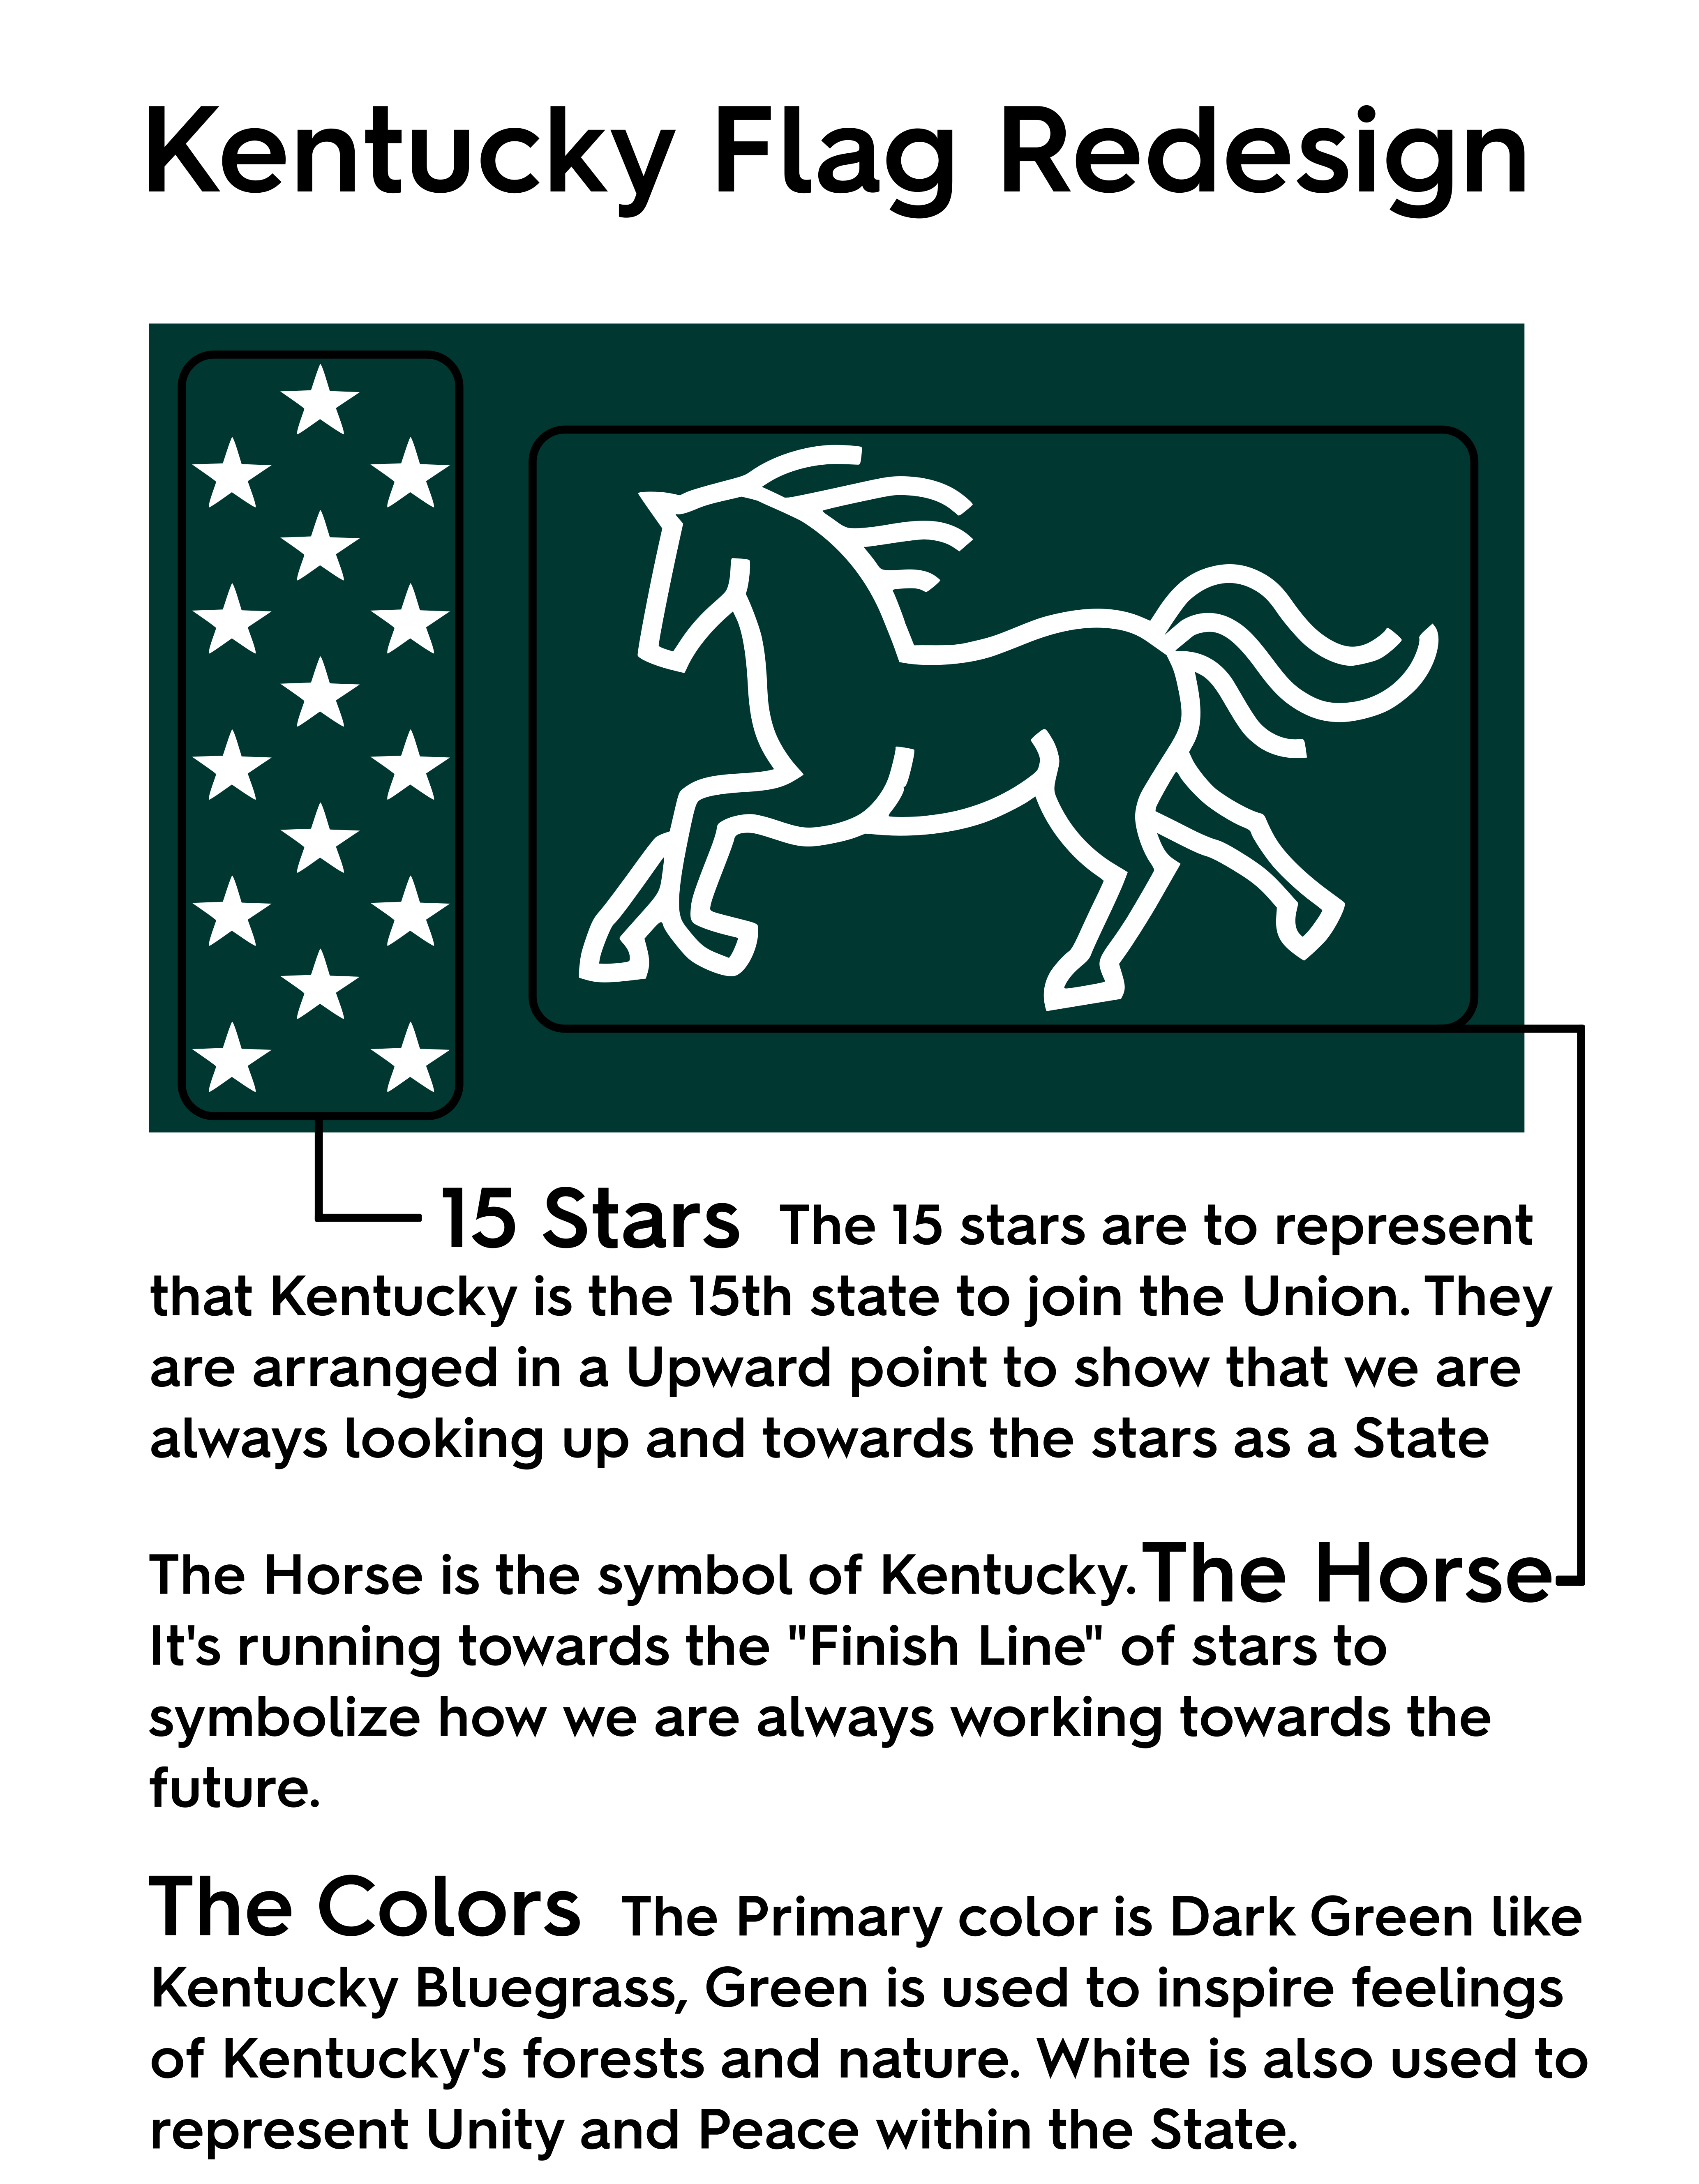 Kentucky Flag Redesign
15 Stars The 15 stars are to represent
that Kentucky is the 15th state to join the Union. They
are arranged in a Upward point to show that we are
always looking up and towards the stars as a State
The Horse is the symbol of Kentucky. The Horse
It's running towards the "Finish Line" of stars to
symbolize how we are always working towards the
future.
The Colors The Primary color is Dark Green like
Kentucky Bluegrass, Green is used to inspire feelings
of Kentucky's forests and nature. White is also used to
represent Unity and Peace within the State.